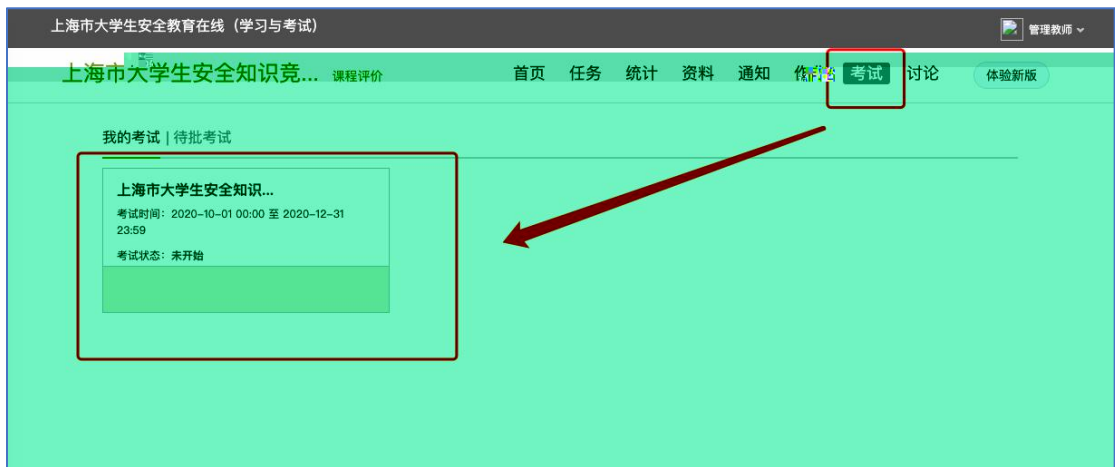 上海市大学生安全教育在线（学习与考试）
管理教师
上海市大学生安全知识竞... 课程评价
首页 任务 统计 资料 通知 考试 讨论 体验新版
我的考试 | 待批考试
上海市大学生安全知识...
考试时间：2020-10-01 00:00 至 2020-12-31
23:59
考试状态：未开始